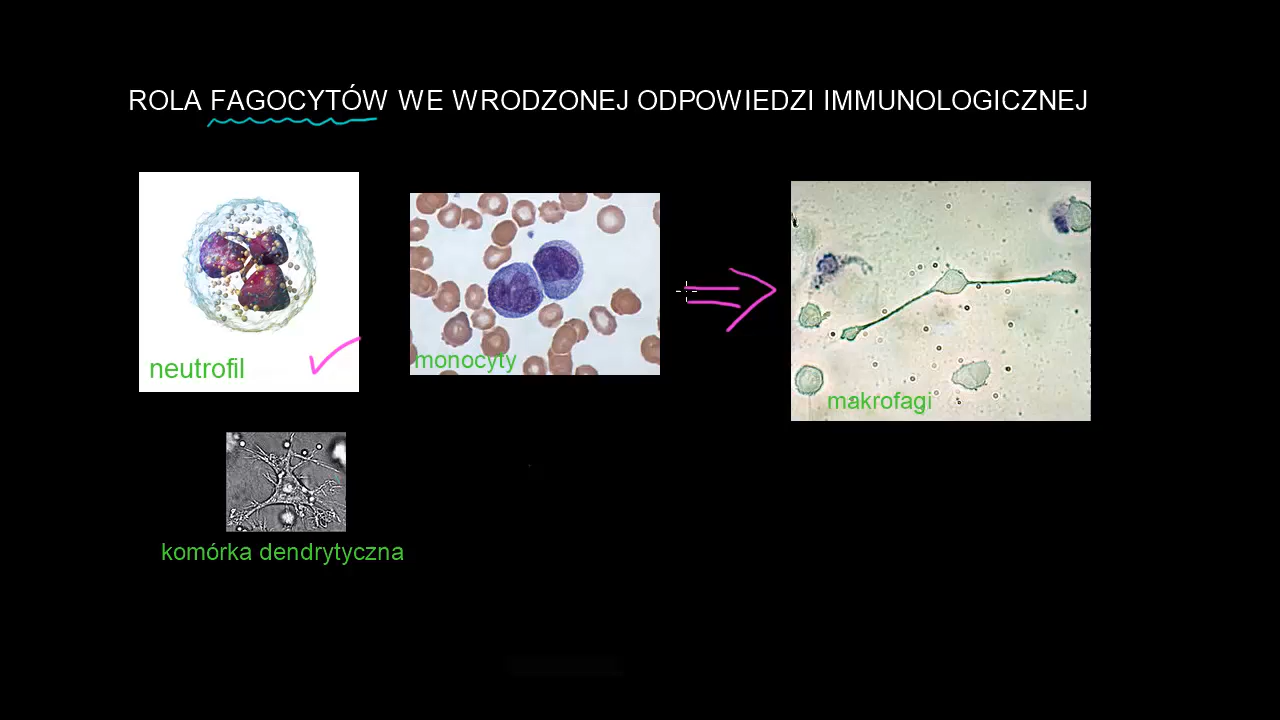 ROLA FAGOCYTÓW WE WRODZONEJ ODPOWIEDZI IMMUNOLOGICZNEJ
neutrofil
monocyty
makrofagi
komórka dendrytyczna